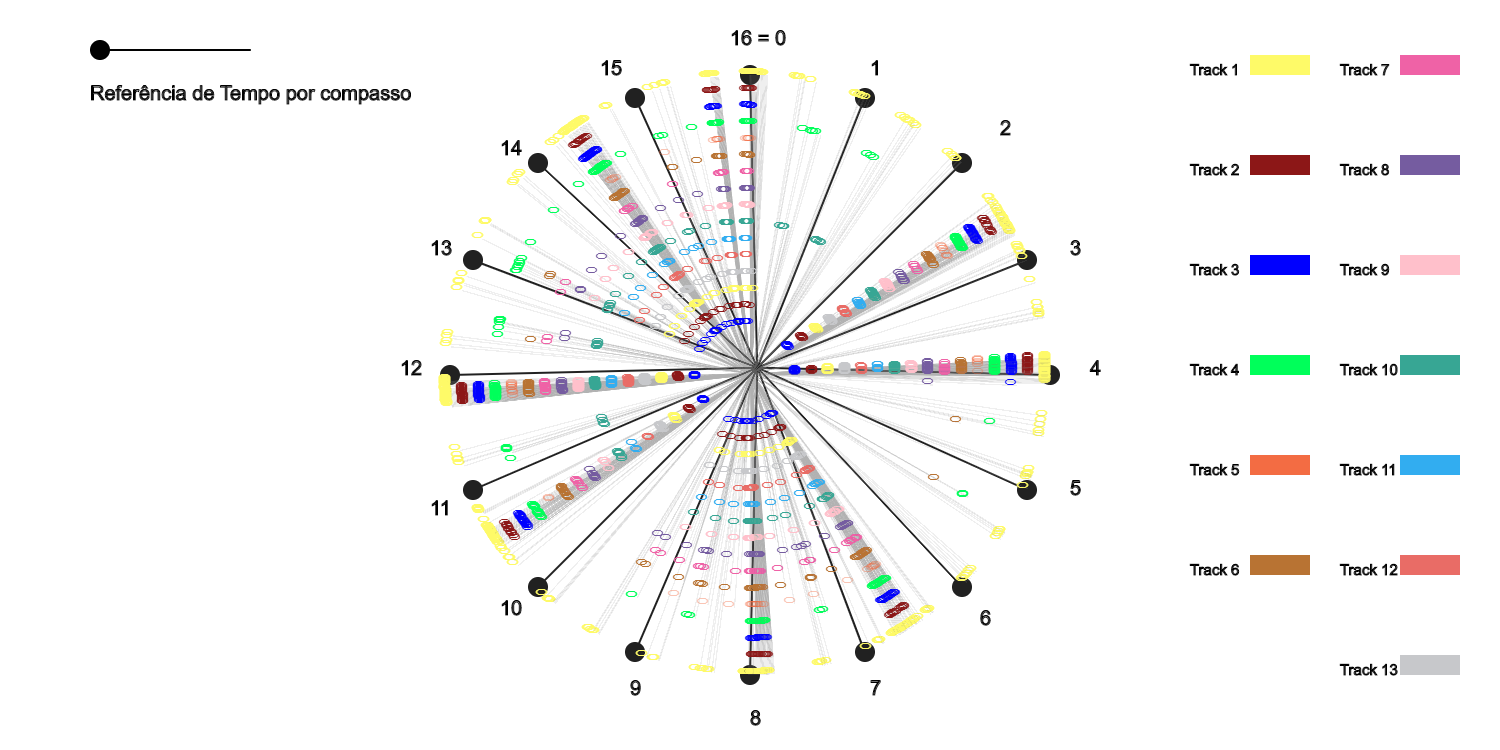 16 = 0
15
1
Referência de Tempo por compasso
14
2
13
3
12
4
11
5
10
6
9
7
8
Track 1
Track 7
Track 2
Track 8
Track 3
Track 9
Track 4
Track 10
Track 5
Track 11
Track 6
Track 12
Track 13